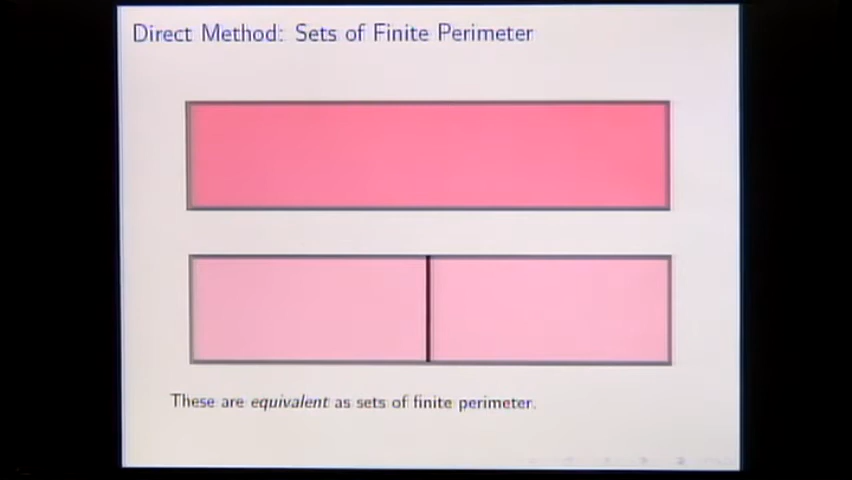 Direct Method: Sets of Finite Perimeter
These are equivalent as sets of finite perimeter.